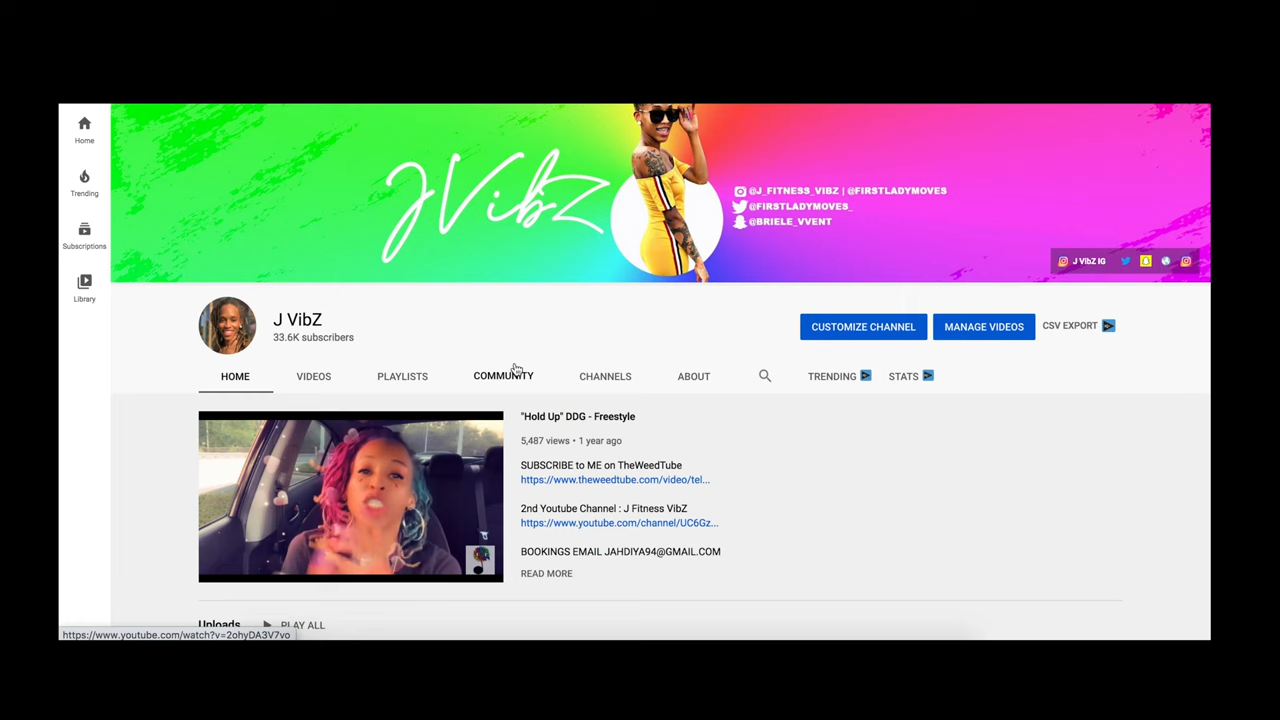 Home
Trending
Subscriptions
Library
J VibZ
@J_FITNESS_VIBZ | @FIRSTLADYMOVES
@FIRSTLADYMOVES_
@BRIELE_VVENT
J VibZ IG
J VibZ
33.6K subscribers
CUSTOMIZE CHANNEL
MANAGE VIDEOS
CSV EXPORT
HOME VIDEOS PLAYLISTS COMMUNITY CHANNELS ABOUT TRENDING STATS
"Hold Up" DDG - Freestyle
5,487 views • 1 year ago
SUBSCRIBE to ME on TheWeedTube
https://www.theweedtube.com/video/tel...
2nd Youtube Channel : J Fitness VibZ
https://www.youtube.com/channel/UC6Gz...
BOOKINGS EMAIL JAHDIYA94@GMAIL.COM
READ MORE
Uploads PLAY ALL
https://www.youtube.com/watch?v=2ohyDA3V7vo